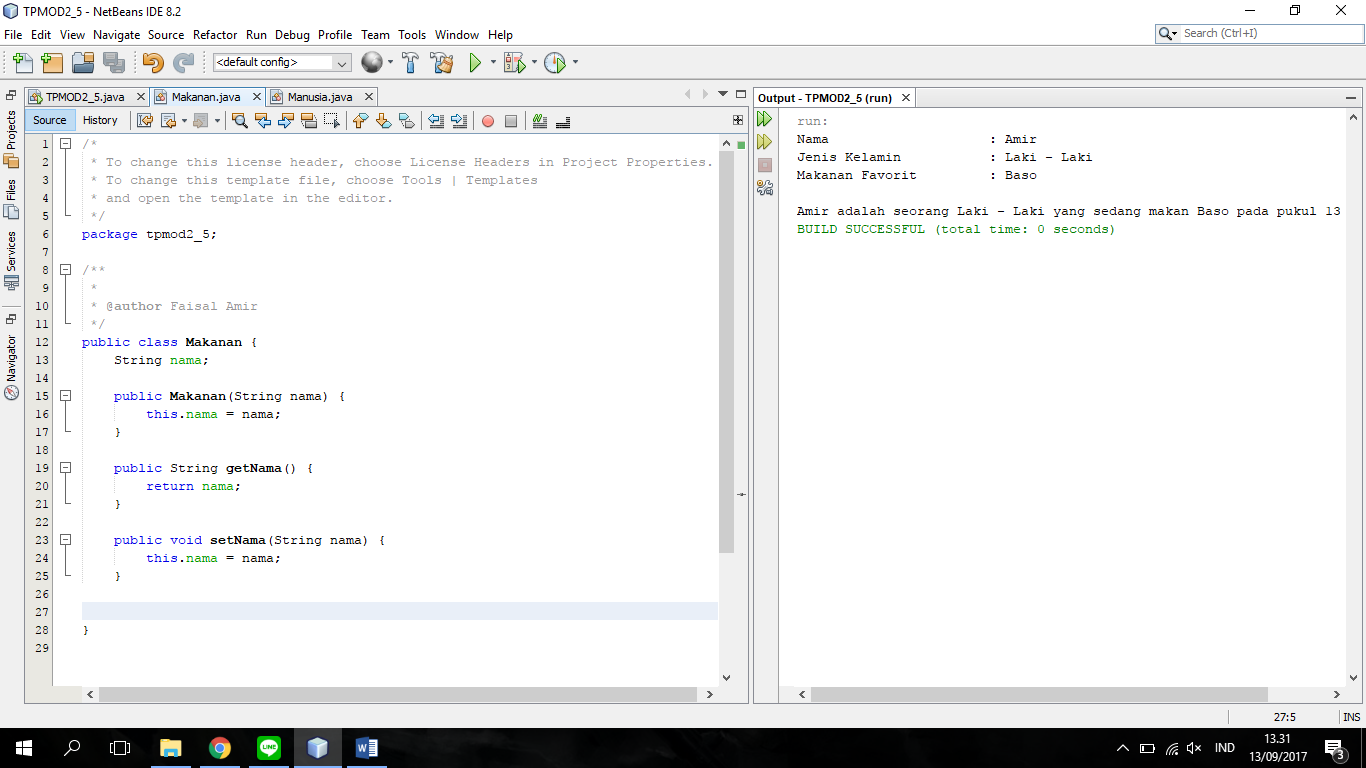 TPMOD2_5 - NetBeans IDE 8.2
File Edit View Navigate Source Refactor Run Debug Profile Team Tools Window Help
Search (Ctrl+I)
<default config>
TPMOD2_5.java
Makanan.java
Manusia.java
Source
History
Projects
Files
Services
Navigator
1 /*
2 * To change this license header, choose License Headers in Project Properties.
3 * To change this template file, choose Tools | Templates
4 * and open the template in the editor.
5 */
6 package tpmod2_5;
7
8 /**
9 *
10 * @author Faisal Amir
11 */
12 public class Makanan {
13 String nama;
14
15 public Makanan(String nama) {
16 this.nama = nama;
17 }
18
19 public String getNama() {
20 return nama;
21 }
22
23 public void setNama(String nama) {
24 this.nama = nama;
25 }
26
27
28 }
29
Output - TPMOD2_5 (run)
run:
Nama : Amir
Jenis Kelamin : Laki - Laki
Makanan Favorit : Baso
Amir adalah seorang Laki - Laki yang sedang makan Baso pada pukul 13
BUILD SUCCESSFUL (total time: 0 seconds)
27:5
INS
LINE
IND
13.31
13/09/2017
3